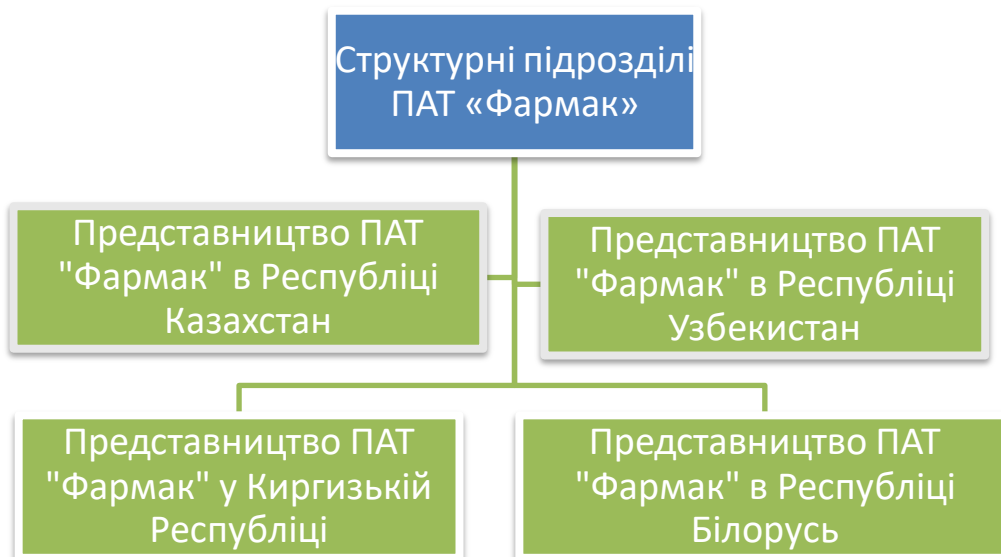 Структурні підрозділі
ПАТ «Фармак»
Представництво ПАТ
"Фармак" в Республіці
Казахстан
Представництво ПАТ
"Фармак" в Республіці
Узбекистан
Представництво ПАТ
"Фармак" у Киргизькій
Республіці
Представництво ПАТ
"Фармак" в Республіці
Білорусь